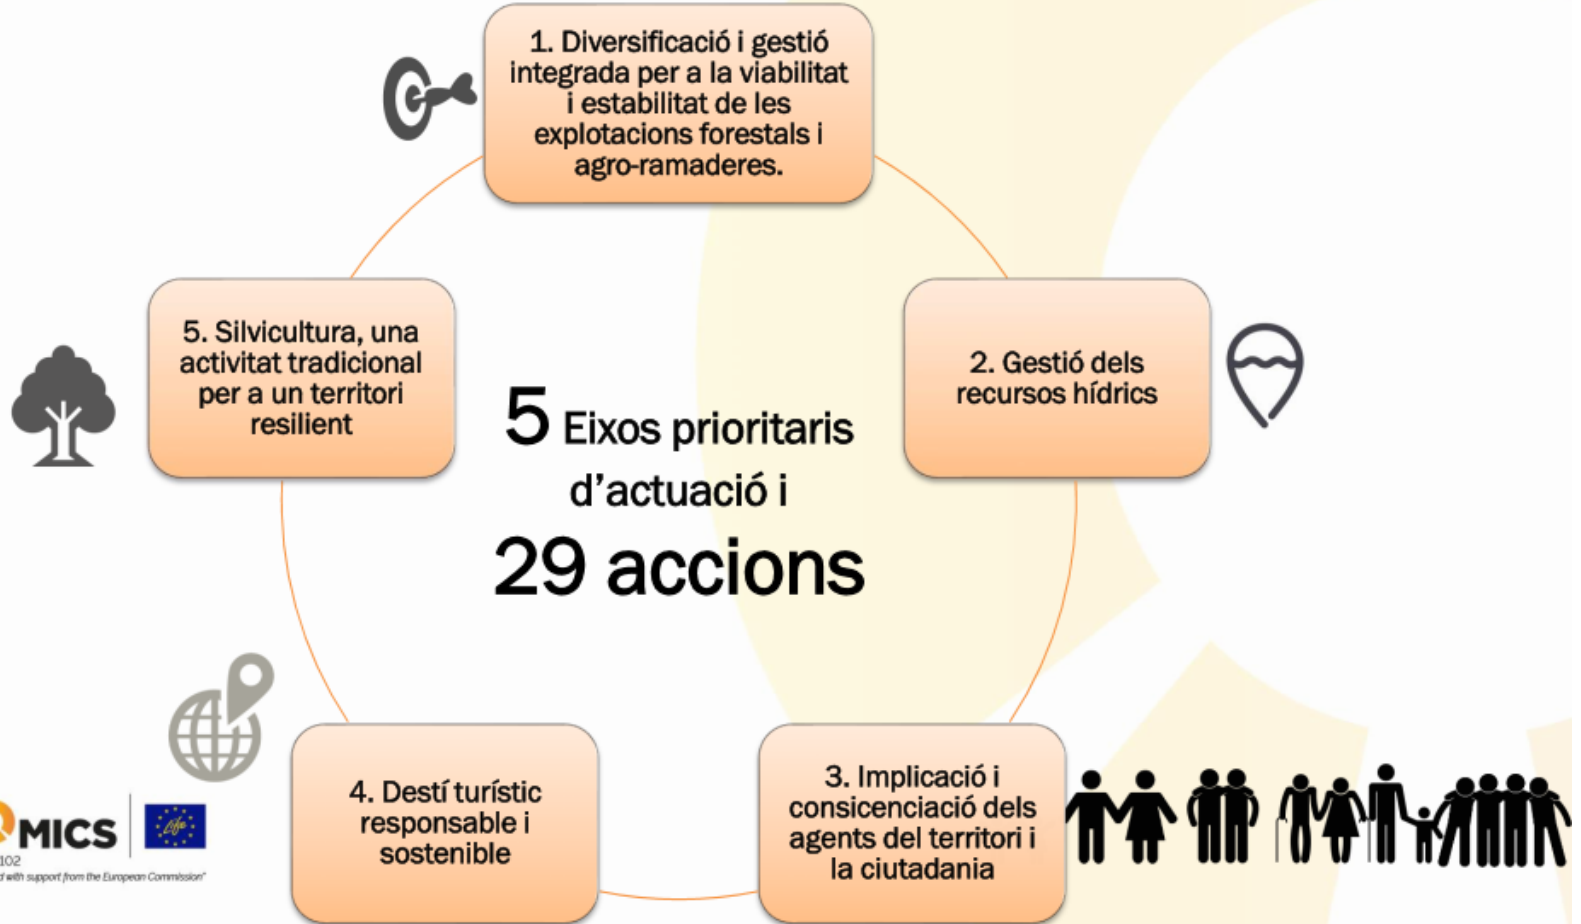 1. Diversificació i gestió
integrada per a la viabilitat
i estabilitat de les
explotacions forestals i
agro-ramaderes.
5. Silvicultura, una
activitat tradicional
per a un territori
resilient
2. Gestió dels
recursos hídrics
5 Eixos prioritaris
d’actuació i
29 accions
4. Destí turístic
responsable i
sostenible
3. Implicació i
consicenciació dels
agents del territori i
la ciutadania
MICS
Life
102
with support from the European Commission"